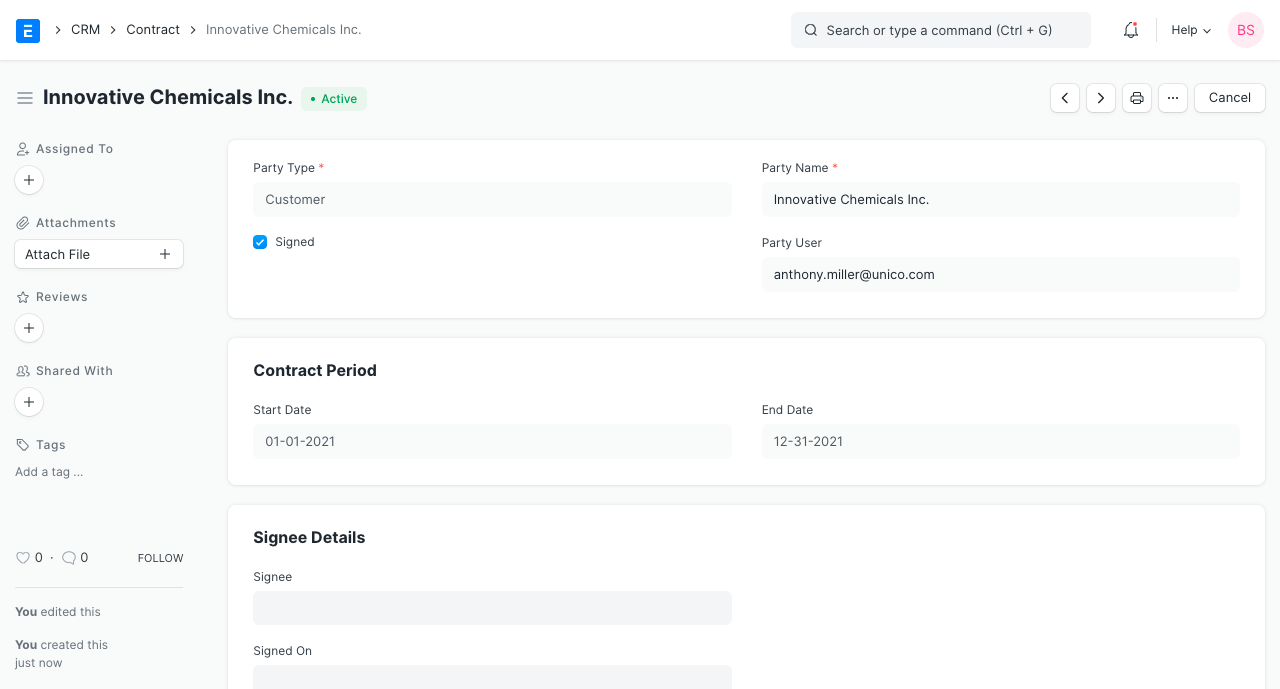 CRM > Contract > Innovative Chemicals Inc.
Search or type a command (Ctrl + G)
Help
BS
Innovative Chemicals Inc.
Active
Cancel
Assigned To
Attachments
Attach File
Reviews
Shared With
Tags
Add a tag ...
0 · 0
FOLLOW
You edited this
You created this
just now
Party Type *
Customer
Signed
Party Name *
Innovative Chemicals Inc.
Party User
anthony.miller@unico.com
Contract Period
Start Date
01-01-2021
End Date
12-31-2021
Signee Details
Signee
Signed On